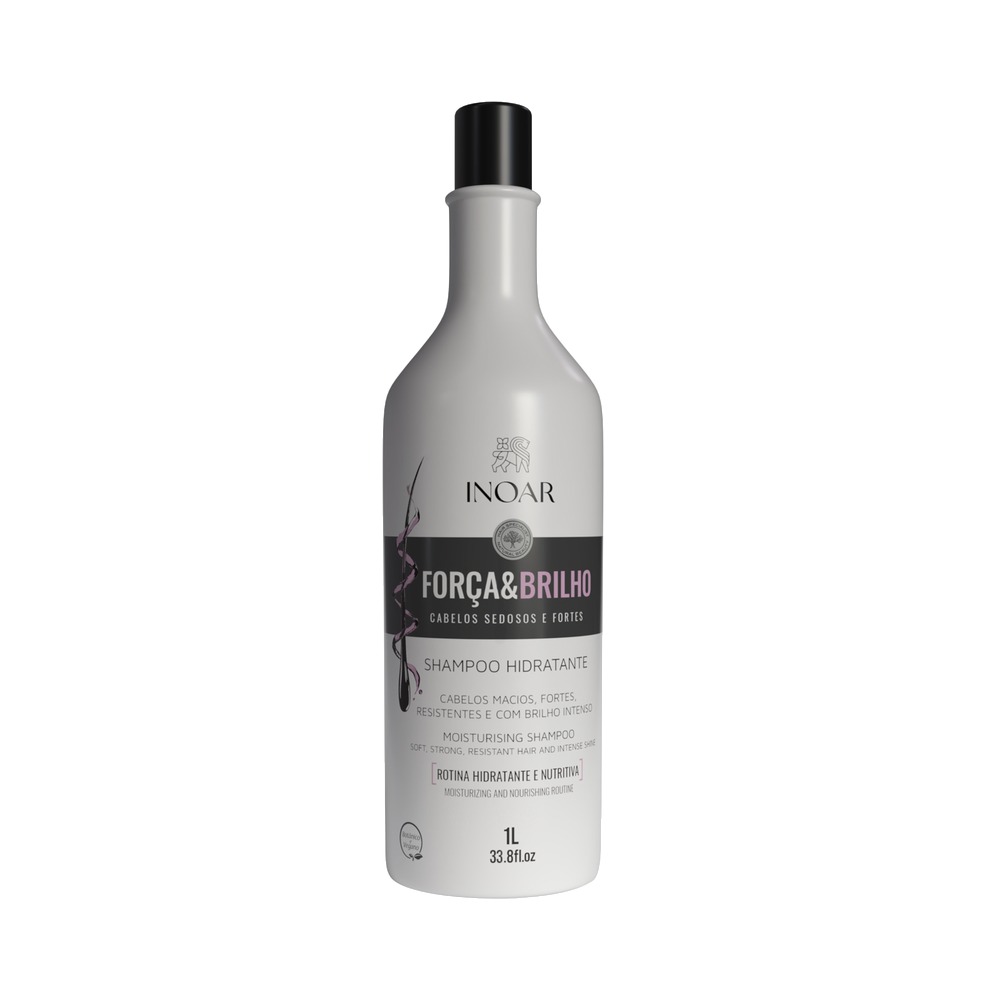 INOAR
FORÇA&BRILHO
CABELOS SEDOSOS E FORTES
SHAMPOO HIDRATANTE
CABELOS MACIOS, FORTES,
RESISTENTES E COM BRILHO INTENSO
MOISTURISING SHAMPOO
SOFT, STRONG, RESISTANT HAIR AND INTENSE SHINE
[ROTINA HIDRATANTE E NUTRITIVA]
MOISTURIZING AND NOURISHING ROUTINE
1L
33.8fl.oz